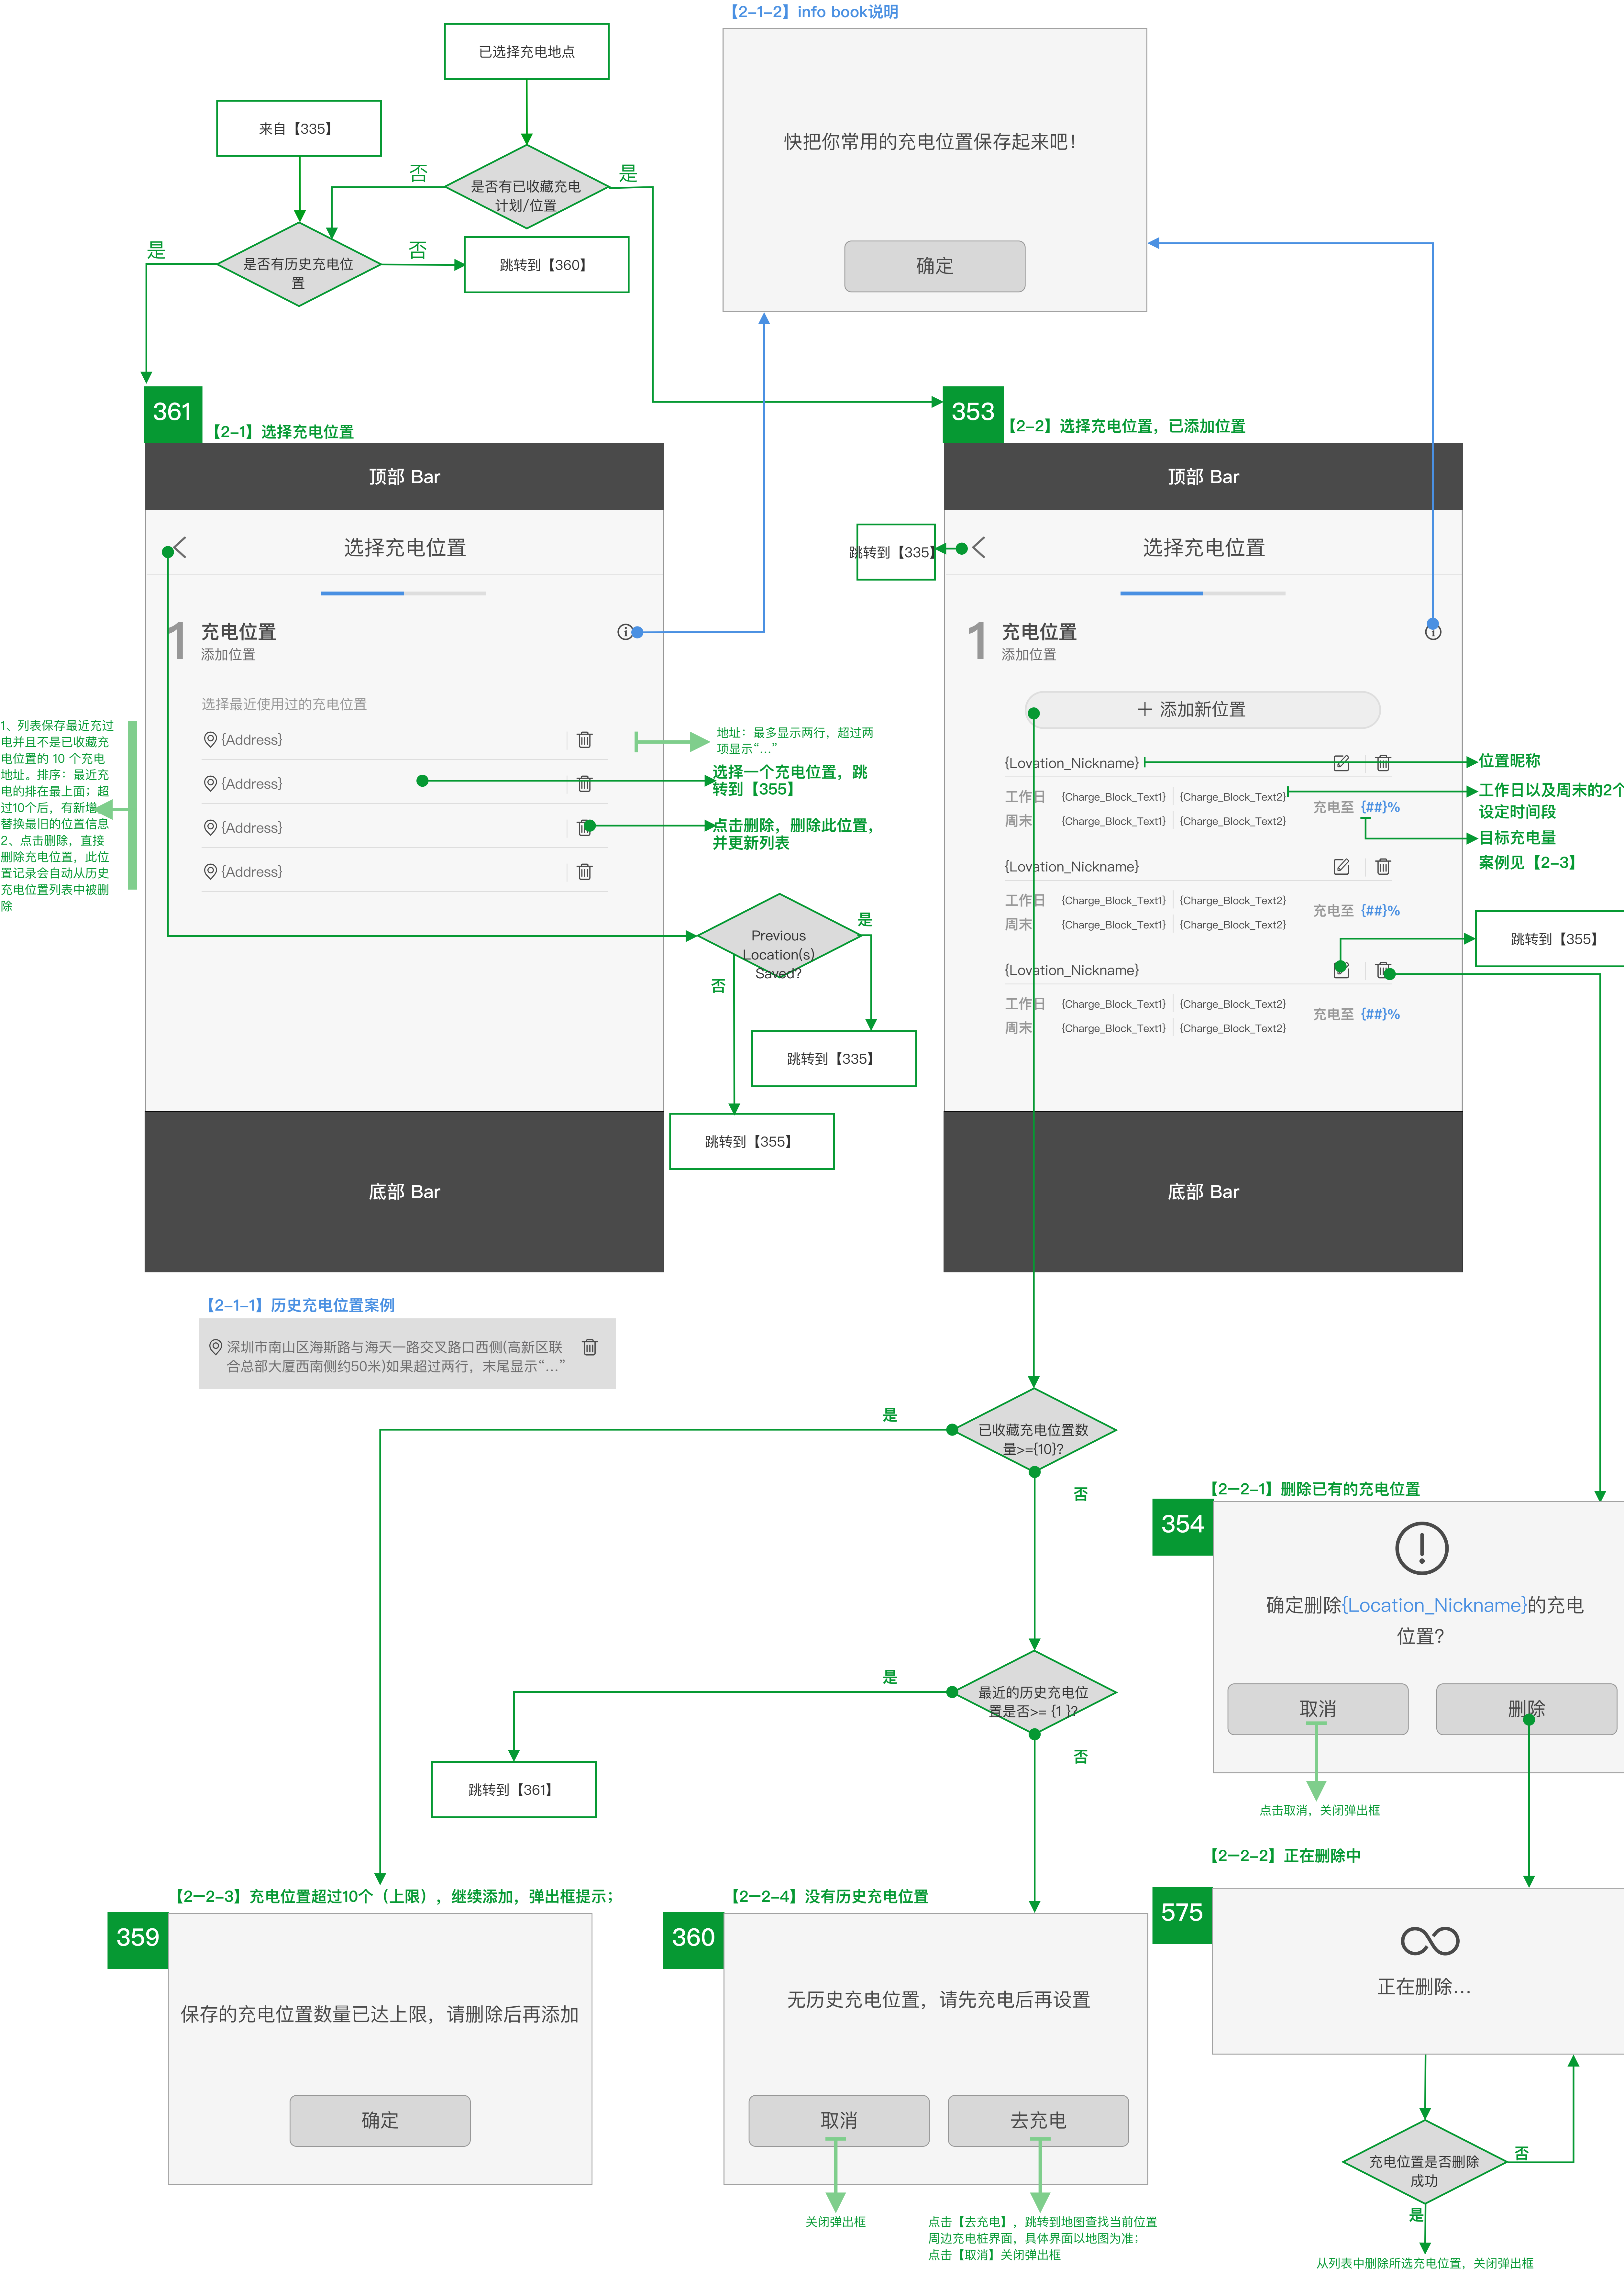 【2-1-2】info book说明
已选择充电地点
来自【335】
快把你常用的充电位置保存起来吧！
确定
否
是
是否有已收藏充电
计划/位置
是
否
是否有历史充电位
置
跳转到【360】
361
【2-1】选择充电位置
顶部 Bar
选择充电位置
1
充电位置
添加位置
选择最近使用过的充电位置
{Address}
{Address}
{Address}
{Address}
底部 Bar
1、列表保存最近充过
电并且不是已收藏充
电位置的 10 个充电
地址。排序：最近充
电的排在最上面；超
过10个后，有新增
替换最旧的位置信息
2、点击删除，直接
删除充电位置，此位
置记录会自动从历史
充电位置列表中被删
除
地址：最多显示两行，超过两
项显示“...”
选择一个充电位置，跳
转到【355】
点击删除，删除此位置，
并更新列表
Previous
Location(s)
Saved?
是
否
跳转到【335】
跳转到【355】
353
【2-2】选择充电位置，已添加位置
顶部 Bar
跳转到【335】
选择充电位置
1
充电位置
添加位置
添加新位置
{Lovation_Nickname}
工作日 {Charge_Block_Text1} {Charge_Block_Text2}
充电至 {##}%
周末 {Charge_Block_Text1} {Charge_Block_Text2}
{Lovation_Nickname}
工作日 {Charge_Block_Text1} {Charge_Block_Text2}
充电至 {##}%
周末 {Charge_Block_Text1} {Charge_Block_Text2}
{Lovation_Nickname}
工作日 {Charge_Block_Text1} {Charge_Block_Text2}
充电至 {##}%
周末 {Charge_Block_Text1} {Charge_Block_Text2}
底部 Bar
位置昵称
工作日以及周末的2个
设定时间段
目标充电量
案例见【2-3】
跳转到【355】
【2-1-1】历史充电位置案例
深圳市南山区海斯路与海天一路交叉路口西侧(高新区联
合总部大厦西南侧约50米)如果超过两行，末尾显示“...”
是
已收藏充电位置数
量>={10}?
否
是
最近的历史充电位
置是否>= {1 }?
否
跳转到【361】
【2-2-1】删除已有的充电位置
354
确定删除{Location_Nickname}的充电
位置?
取消
删除
点击取消，关闭弹出框
【2-2-2】正在删除中
575
正在删除...
充电位置是否删除
成功
否
是
从列表中删除所选充电位置，关闭弹出框
【2-2-3】充电位置超过10个（上限），继续添加，弹出框提示；
359
保存的充电位置数量已达上限，请删除后再添加
确定
【2-2-4】没有历史充电位置
360
无历史充电位置，请先充电后再设置
取消
去充电
关闭弹出框
点击【去充电】，跳转到地图查找当前位置
周边充电桩界面，具体界面以地图为准；
点击【取消】关闭弹出框